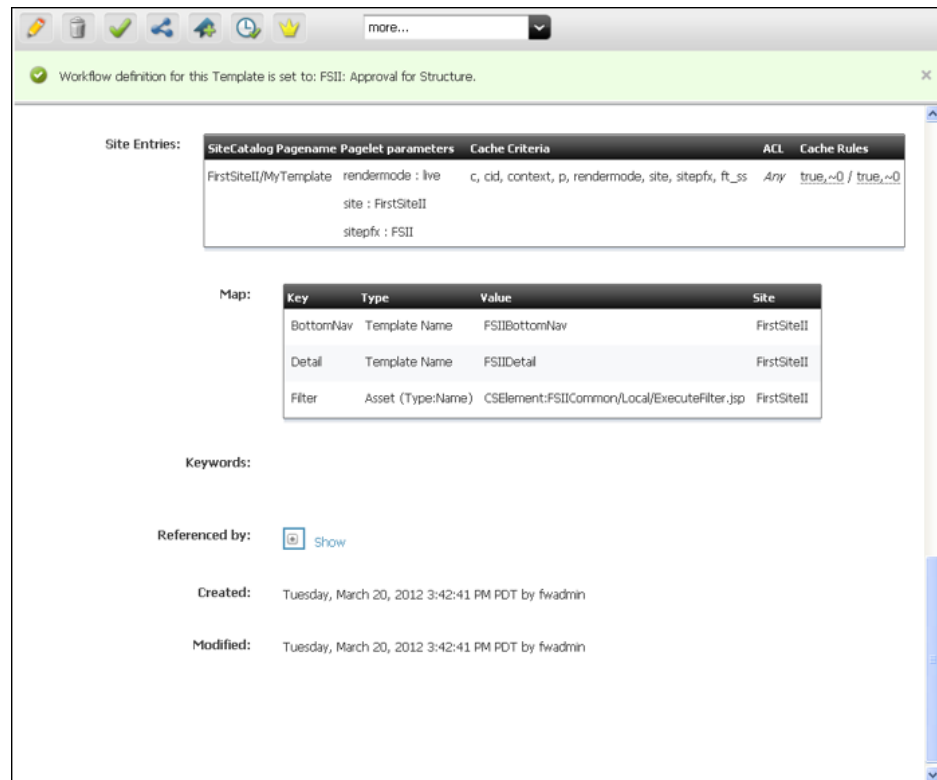 more...
Workflow definition for this Template is set to: FSII: Approval for Structure.
Site Entries:
SiteCatalog Pagename Pagelet parameters Cache Criteria ACL Cache Rules
FirstSiteII/MyTemplate rendermode : live c, cid, context, p, rendermode, site, sitepfx, ft_ss Any true,~0 / true,~0
site : FirstSiteII
sitepfx : FSII
Map:
Key Type Value Site
BottomNav Template Name FSIIBottomNav FirstSiteII
Detail Template Name FSIIDetail FirstSiteII
Filter Asset (Type:Name) CSElement:FSIICommon/Local/ExecuteFilter.jsp FirstSiteII
Keywords:
Referenced by: Show
Created: Tuesday, March 20, 2012 3:42:41 PM PDT by fwadmin
Modified: Tuesday, March 20, 2012 3:42:41 PM PDT by fwadmin